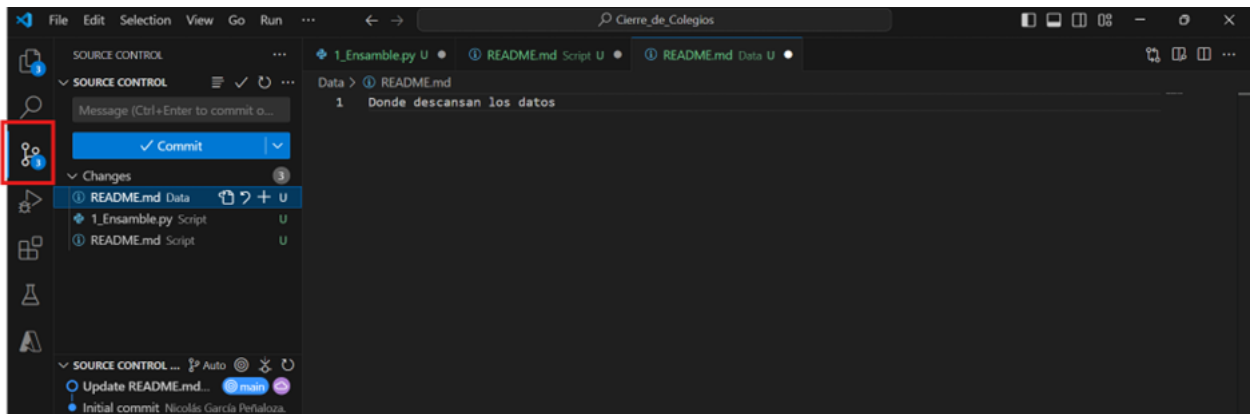 File Edit Selection View Go Run ··· Cierre_de_Colegios
SOURCE CONTROL ···
1_Ensamble.py U
README.md Script U
README.md Data U
SOURCE CONTROL ···
Data > README.md
Message (Ctrl+Enter to commit o...
1 Donde descansan los datos
Commit
Changes 3
README.md Data U
1_Ensamble.py Script U
README.md Script U
SOURCE CONTROL ... Auto
Update README.md... main
Initial commit Nicolás García Peñaloza.
3
3